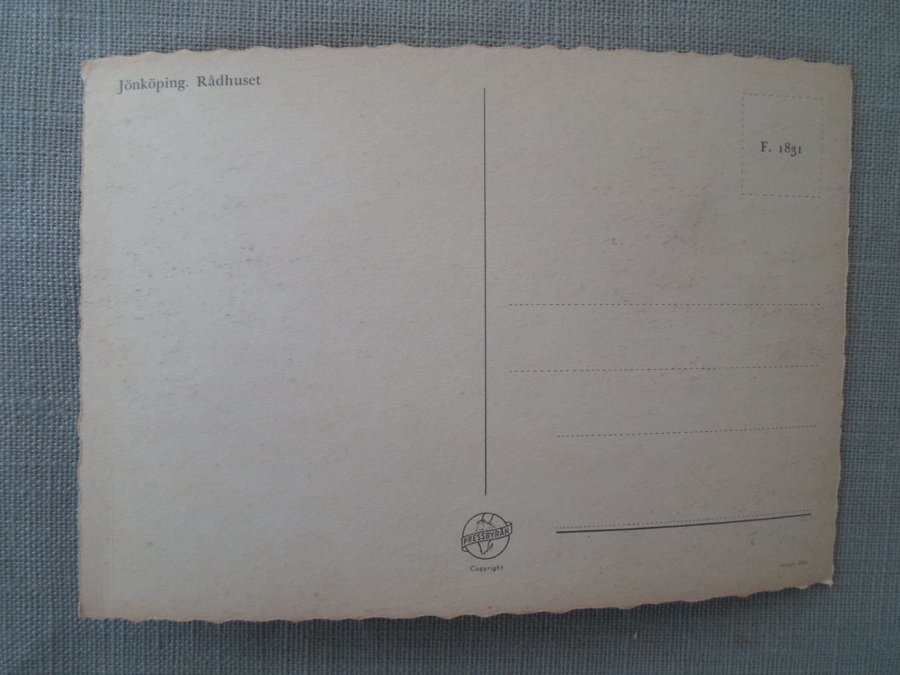 Jönköping. Rådhuset
F. 1831
PRESSBYRÅN
Copyright